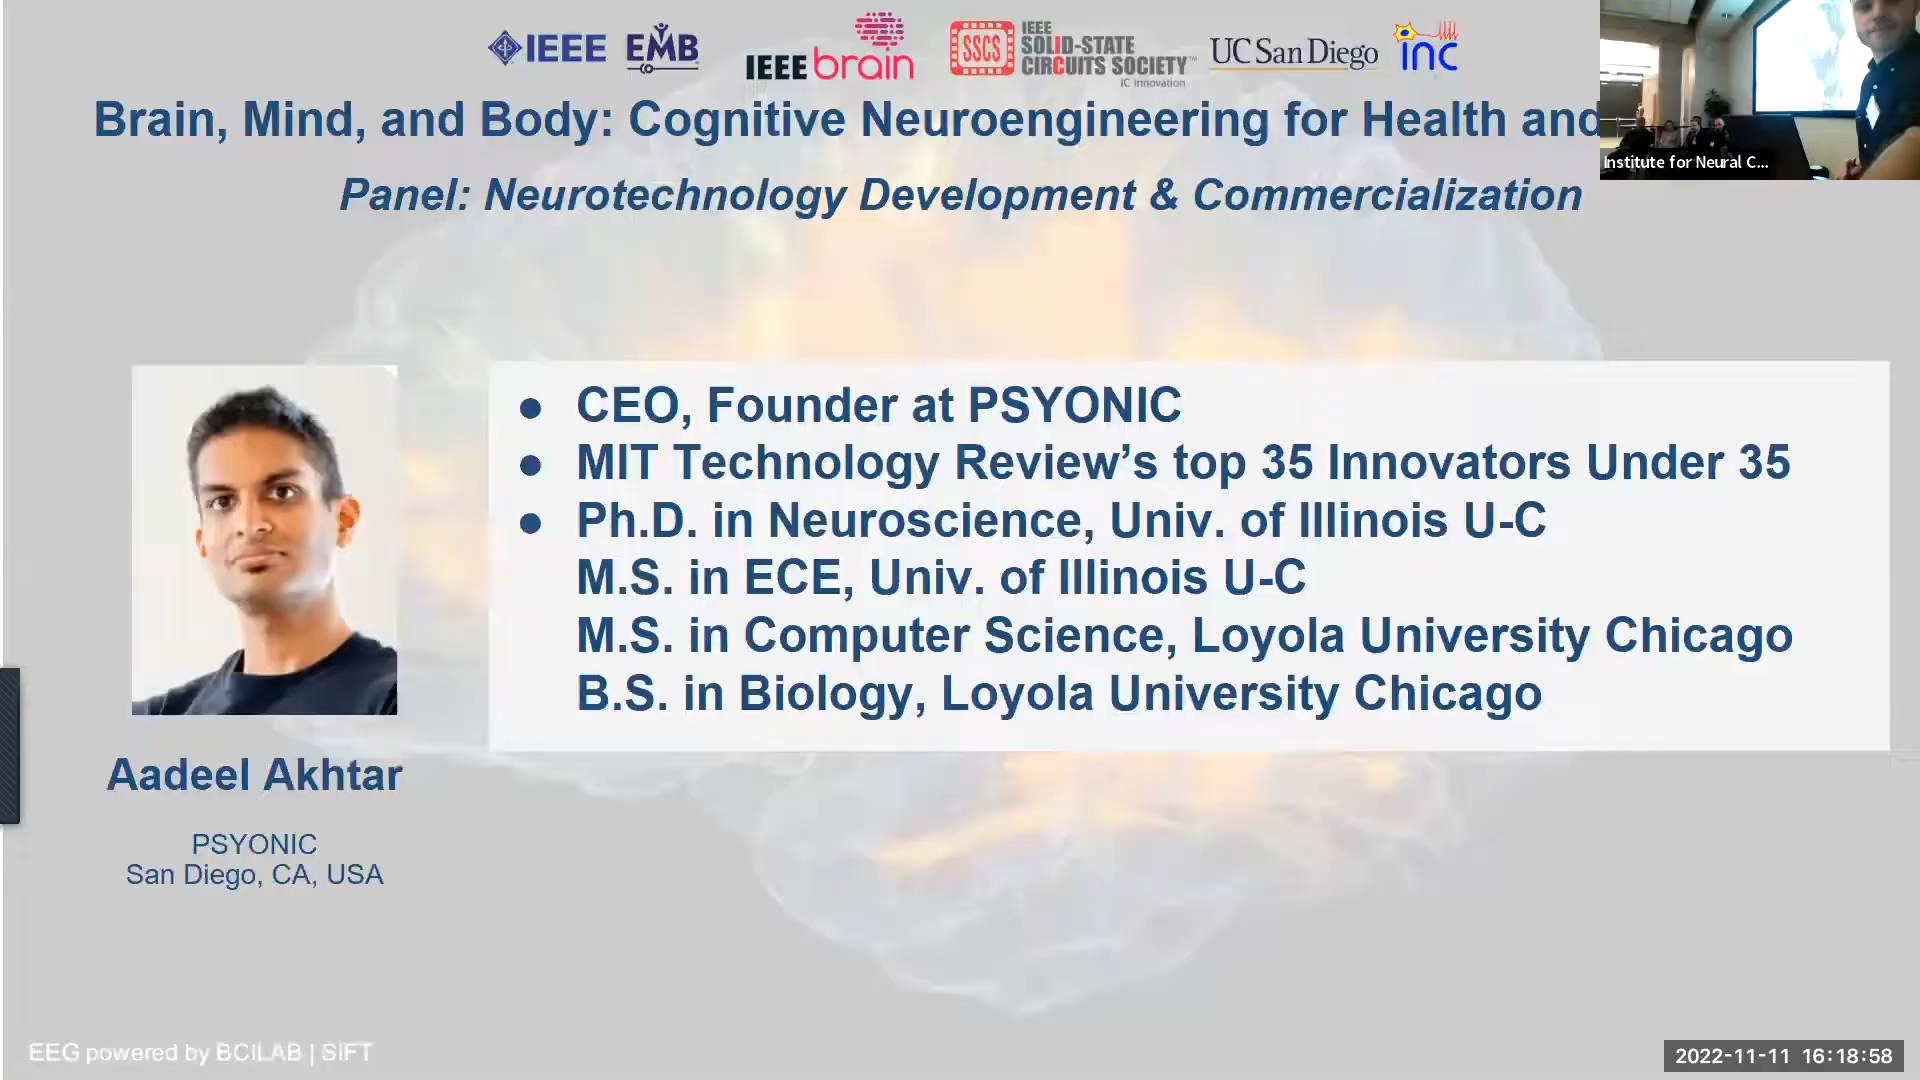 IEEE EMB IEEE brain SSCS IEEE SOLID-STATE CIRCUITS SOCIETY™ IC Innovation UC San Diego inc
Brain, Mind, and Body: Cognitive Neuroengineering for Health and
Institute for Neural C...
Panel: Neurotechnology Development & Commercialization
• CEO, Founder at PSYONIC
• MIT Technology Review’s top 35 Innovators Under 35
• Ph.D. in Neuroscience, Univ. of Illinois U-C
M.S. in ECE, Univ. of Illinois U-C
M.S. in Computer Science, Loyola University Chicago
B.S. in Biology, Loyola University Chicago
Aadeel Akhtar
PSYONIC
San Diego, CA, USA
EEG powered by BCILAB | SIFT
2022-11-11 16:18:58